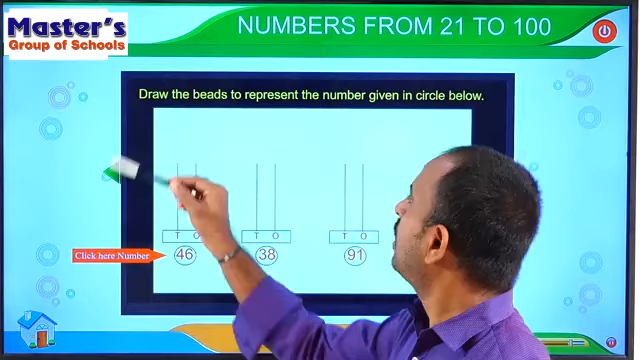 Master's
Group of Schools
NUMBERS FROM 21 TO 100
Draw the beads to represent the number given in circle below.
T O T O T O
Click here Number 46 38 91